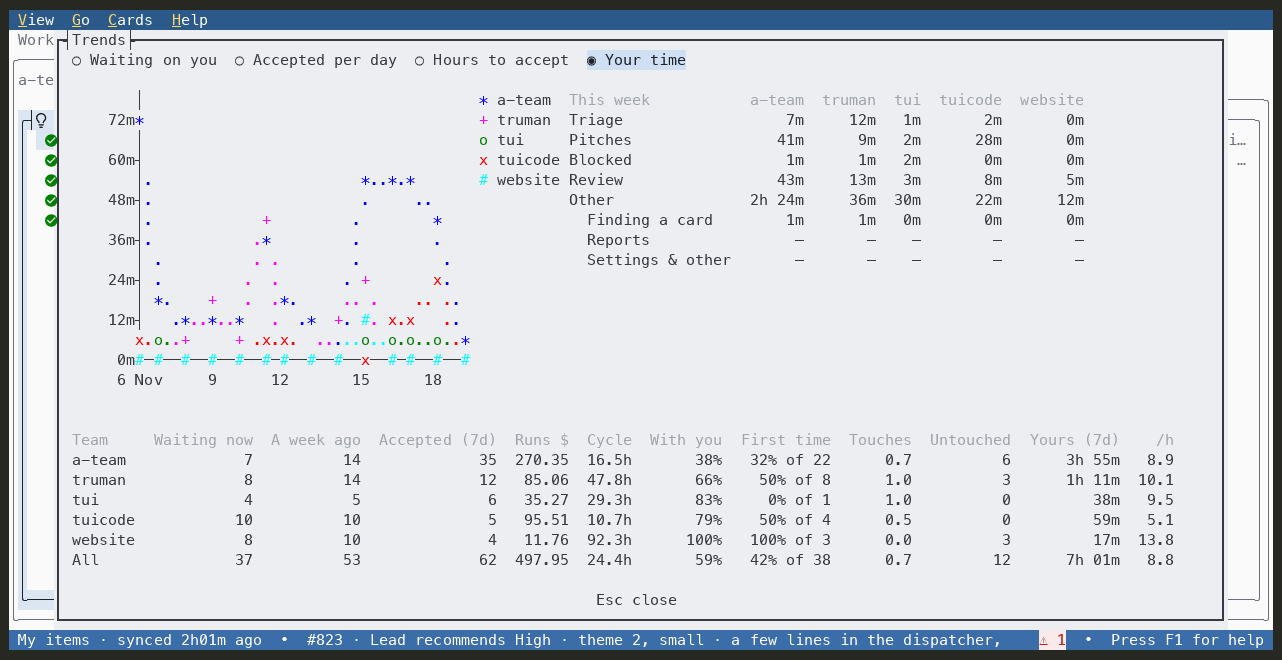 View Go Cards Help
Work Trends
○ Waiting on you ○ Accepted per day ○ Hours to accept ◉ Your time
a-te
* a-team This week a-team truman tui tuicode website
72m + truman Triage 7m 12m 1m 2m 0m
o tui Pitches 41m 9m 2m 28m 0m i…
60m x tuicode Blocked 1m 1m 2m 0m 0m …
# website Review 43m 13m 3m 8m 5m
48m Other 2h 24m 36m 30m 22m 12m
Finding a card 1m 1m 0m 0m 0m
36m Reports – – – – –
Settings & other – – – – –
24m
12m
0m
6 Nov 9 12 15 18
Team Waiting now A week ago Accepted (7d) Runs $ Cycle With you First time Touches Untouched Yours (7d) /h
a-team 7 14 35 270.35 16.5h 38% 32% of 22 0.7 6 3h 55m 8.9
truman 8 14 12 85.06 47.8h 66% 50% of 8 1.0 3 1h 11m 10.1
tui 4 5 6 35.27 29.3h 83% 0% of 1 1.0 0 38m 9.5
tuicode 10 10 5 95.51 10.7h 79% 50% of 4 0.5 0 59m 5.1
website 8 10 4 11.76 92.3h 100% 100% of 3 0.0 3 17m 13.8
All 37 53 62 497.95 24.4h 59% 42% of 38 0.7 12 7h 01m 8.8
Esc close
My items · synced 2h01m ago • #823 · Lead recommends High · theme 2, small · a few lines in the dispatcher, ⚠ 1 • Press F1 for help